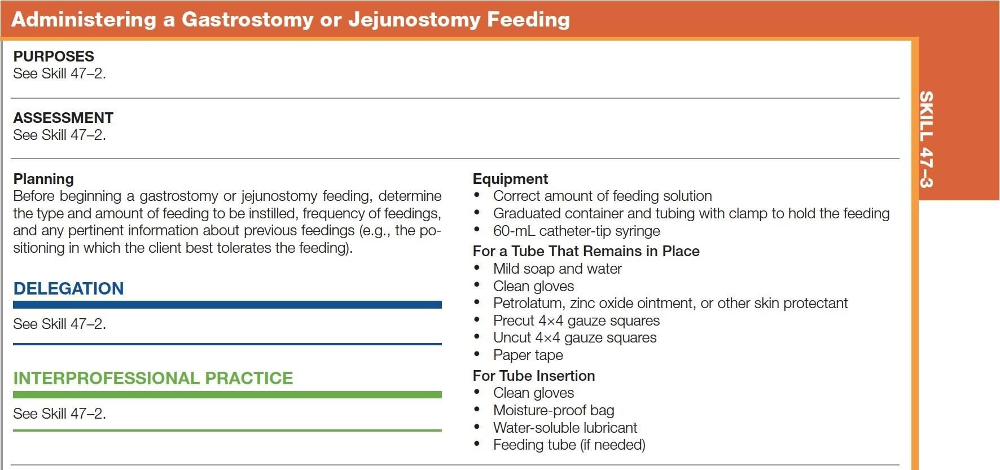 Administering a Gastrostomy or Jejunostomy Feeding
SKILL 47–3
PURPOSES
See Skill 47–2.
ASSESSMENT
See Skill 47–2.
Planning
Before beginning a gastrostomy or jejunostomy feeding, determine
the type and amount of feeding to be instilled, frequency of feedings,
and any pertinent information about previous feedings (e.g., the po-
sitioning in which the client best tolerates the feeding).
DELEGATION
See Skill 47–2.
INTERPROFESSIONAL PRACTICE
See Skill 47–2.
Equipment
• Correct amount of feeding solution
• Graduated container and tubing with clamp to hold the feeding
• 60-mL catheter-tip syringe
For a Tube That Remains in Place
• Mild soap and water
• Clean gloves
• Petrolatum, zinc oxide ointment, or other skin protectant
• Precut 4×4 gauze squares
• Uncut 4×4 gauze squares
• Paper tape
For Tube Insertion
• Clean gloves
• Moisture-proof bag
• Water-soluble lubricant
• Feeding tube (if needed)